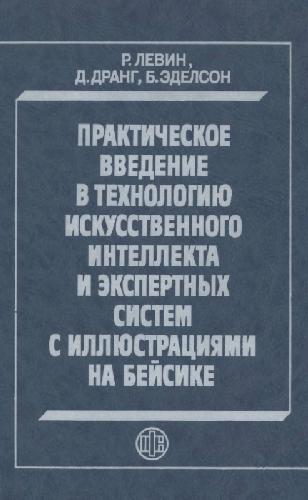 Р. ЛЕВИН,
Д. ДРАНГ, Б. ЭДЕЛСОН
ПРАКТИЧЕСКОЕ
ВВЕДЕНИЕ
В ТЕХНОЛОГИЮ
ИСКУССТВЕННОГО
ИНТЕЛЛЕКТА
И ЭКСПЕРТНЫХ
СИСТЕМ
С ИЛЛЮСТРАЦИЯМИ
НА БЕЙСИКЕ